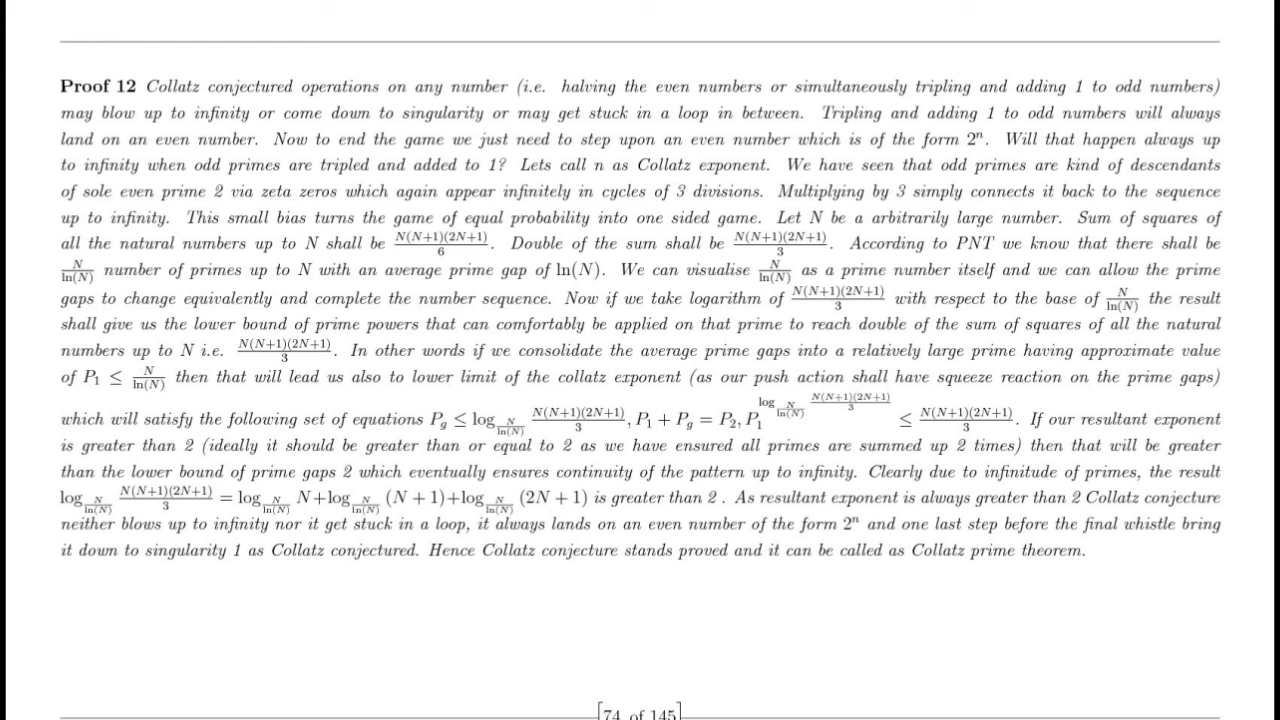 Proof 12 Collatz conjectured operations on any number (i.e. halving the even numbers or simultaneously tripling and adding 1 to odd numbers)
may blow up to infinity or come down to singularity or may get stuck in a loop in between. Tripling and adding 1 to odd numbers will always
land on an even number. Now to end the game we just need to step upon an even number which is of the form 2^n. Will that happen always up
to infinity when odd primes are tripled and added to 1? Lets call n as Collatz exponent. We have seen that odd primes are kind of descendants
of sole even prime 2 via zeta zeros which again appear infinitely in cycles of 3 divisions. Multiplying by 3 simply connects it back to the sequence
up to infinity. This small bias turns the game of equal probability into one sided game. Let N be a arbitrarily large number. Sum of squares of
all the natural numbers up to N shall be \frac{N(N+1)(2N+1)}{6}. Double of the sum shall be \frac{N(N+1)(2N+1)}{3}. According to PNT we know that there shall be
\frac{N}{\ln(N)} number of primes up to N with an average prime gap of ln(N). We can visualise \frac{N}{\ln(N)} as a prime number itself and we can allow the prime
gaps to change equivalently and complete the number sequence. Now if we take logarithm of \frac{N(N+1)(2N+1)}{3} with respect to the base of \frac{N}{\ln(N)} the result
shall give us the lower bound of prime powers that can comfortably be applied on that prime to reach double of the sum of squares of all the natural
numbers up to N i.e. \frac{N(N+1)(2N+1)}{3}. In other words if we consolidate the average prime gaps into a relatively large prime having approximate value
of P_1 ≤ \frac{N}{\ln(N)} then that will lead us also to lower limit of the collatz exponent (as our push action shall have squeeze reaction on the prime gaps)
which will satisfy the following set of equations P_g ≤ \log_{\frac{N}{\ln(N)}} \frac{N(N+1)(2N+1)}{3}, P_1 + P_g = P_2, P_1^{\log_{\frac{N}{\ln(N)}} \frac{N(N+1)(2N+1)}{3}} ≤ \frac{N(N+1)(2N+1)}{3}. If our resultant exponent
is greater than 2 (ideally it should be greater than or equal to 2 as we have ensured all primes are summed up 2 times) then that will be greater
than the lower bound of prime gaps 2 which eventually ensures continuity of the pattern up to infinity. Clearly due to infinitude of primes, the result
\log_{\frac{N}{\ln(N)}} \frac{N(N+1)(2N+1)}{3} = \log_{\frac{N}{\ln(N)}} N + \log_{\frac{N}{\ln(N)}} (N + 1) + \log_{\frac{N}{\ln(N)}} (2N + 1) is greater than 2 . As resultant exponent is always greater than 2 Collatz conjecture
neither blows up to infinity nor it get stuck in a loop, it always lands on an even number of the form 2^n and one last step before the final whistle bring
it down to singularity 1 as Collatz conjectured. Hence Collatz conjecture stands proved and it can be called as Collatz prime theorem.
74 of 145